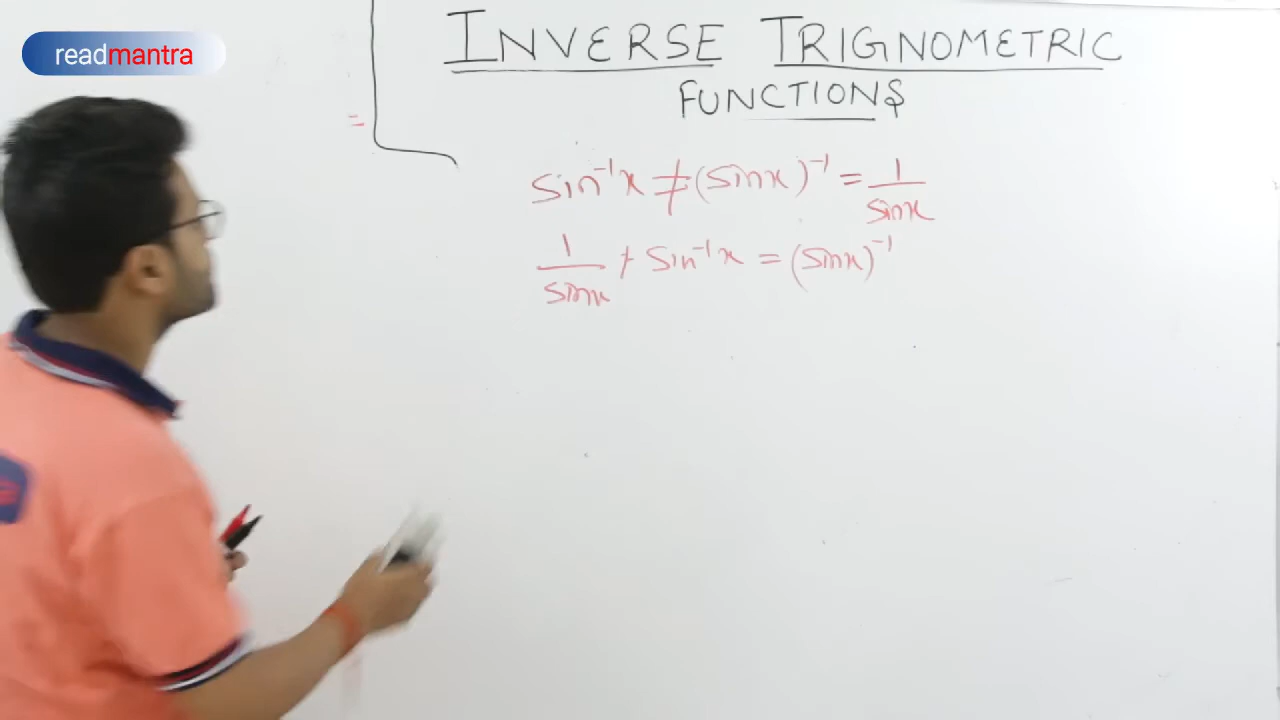 readmantra
INVERSE TRIGNOMETRIC
FUNCTIONS
=
sin⁻¹x ≠ (sinx)⁻¹ = 1/sinx
1/sinx ≠ sin⁻¹x = (sinx)⁻¹